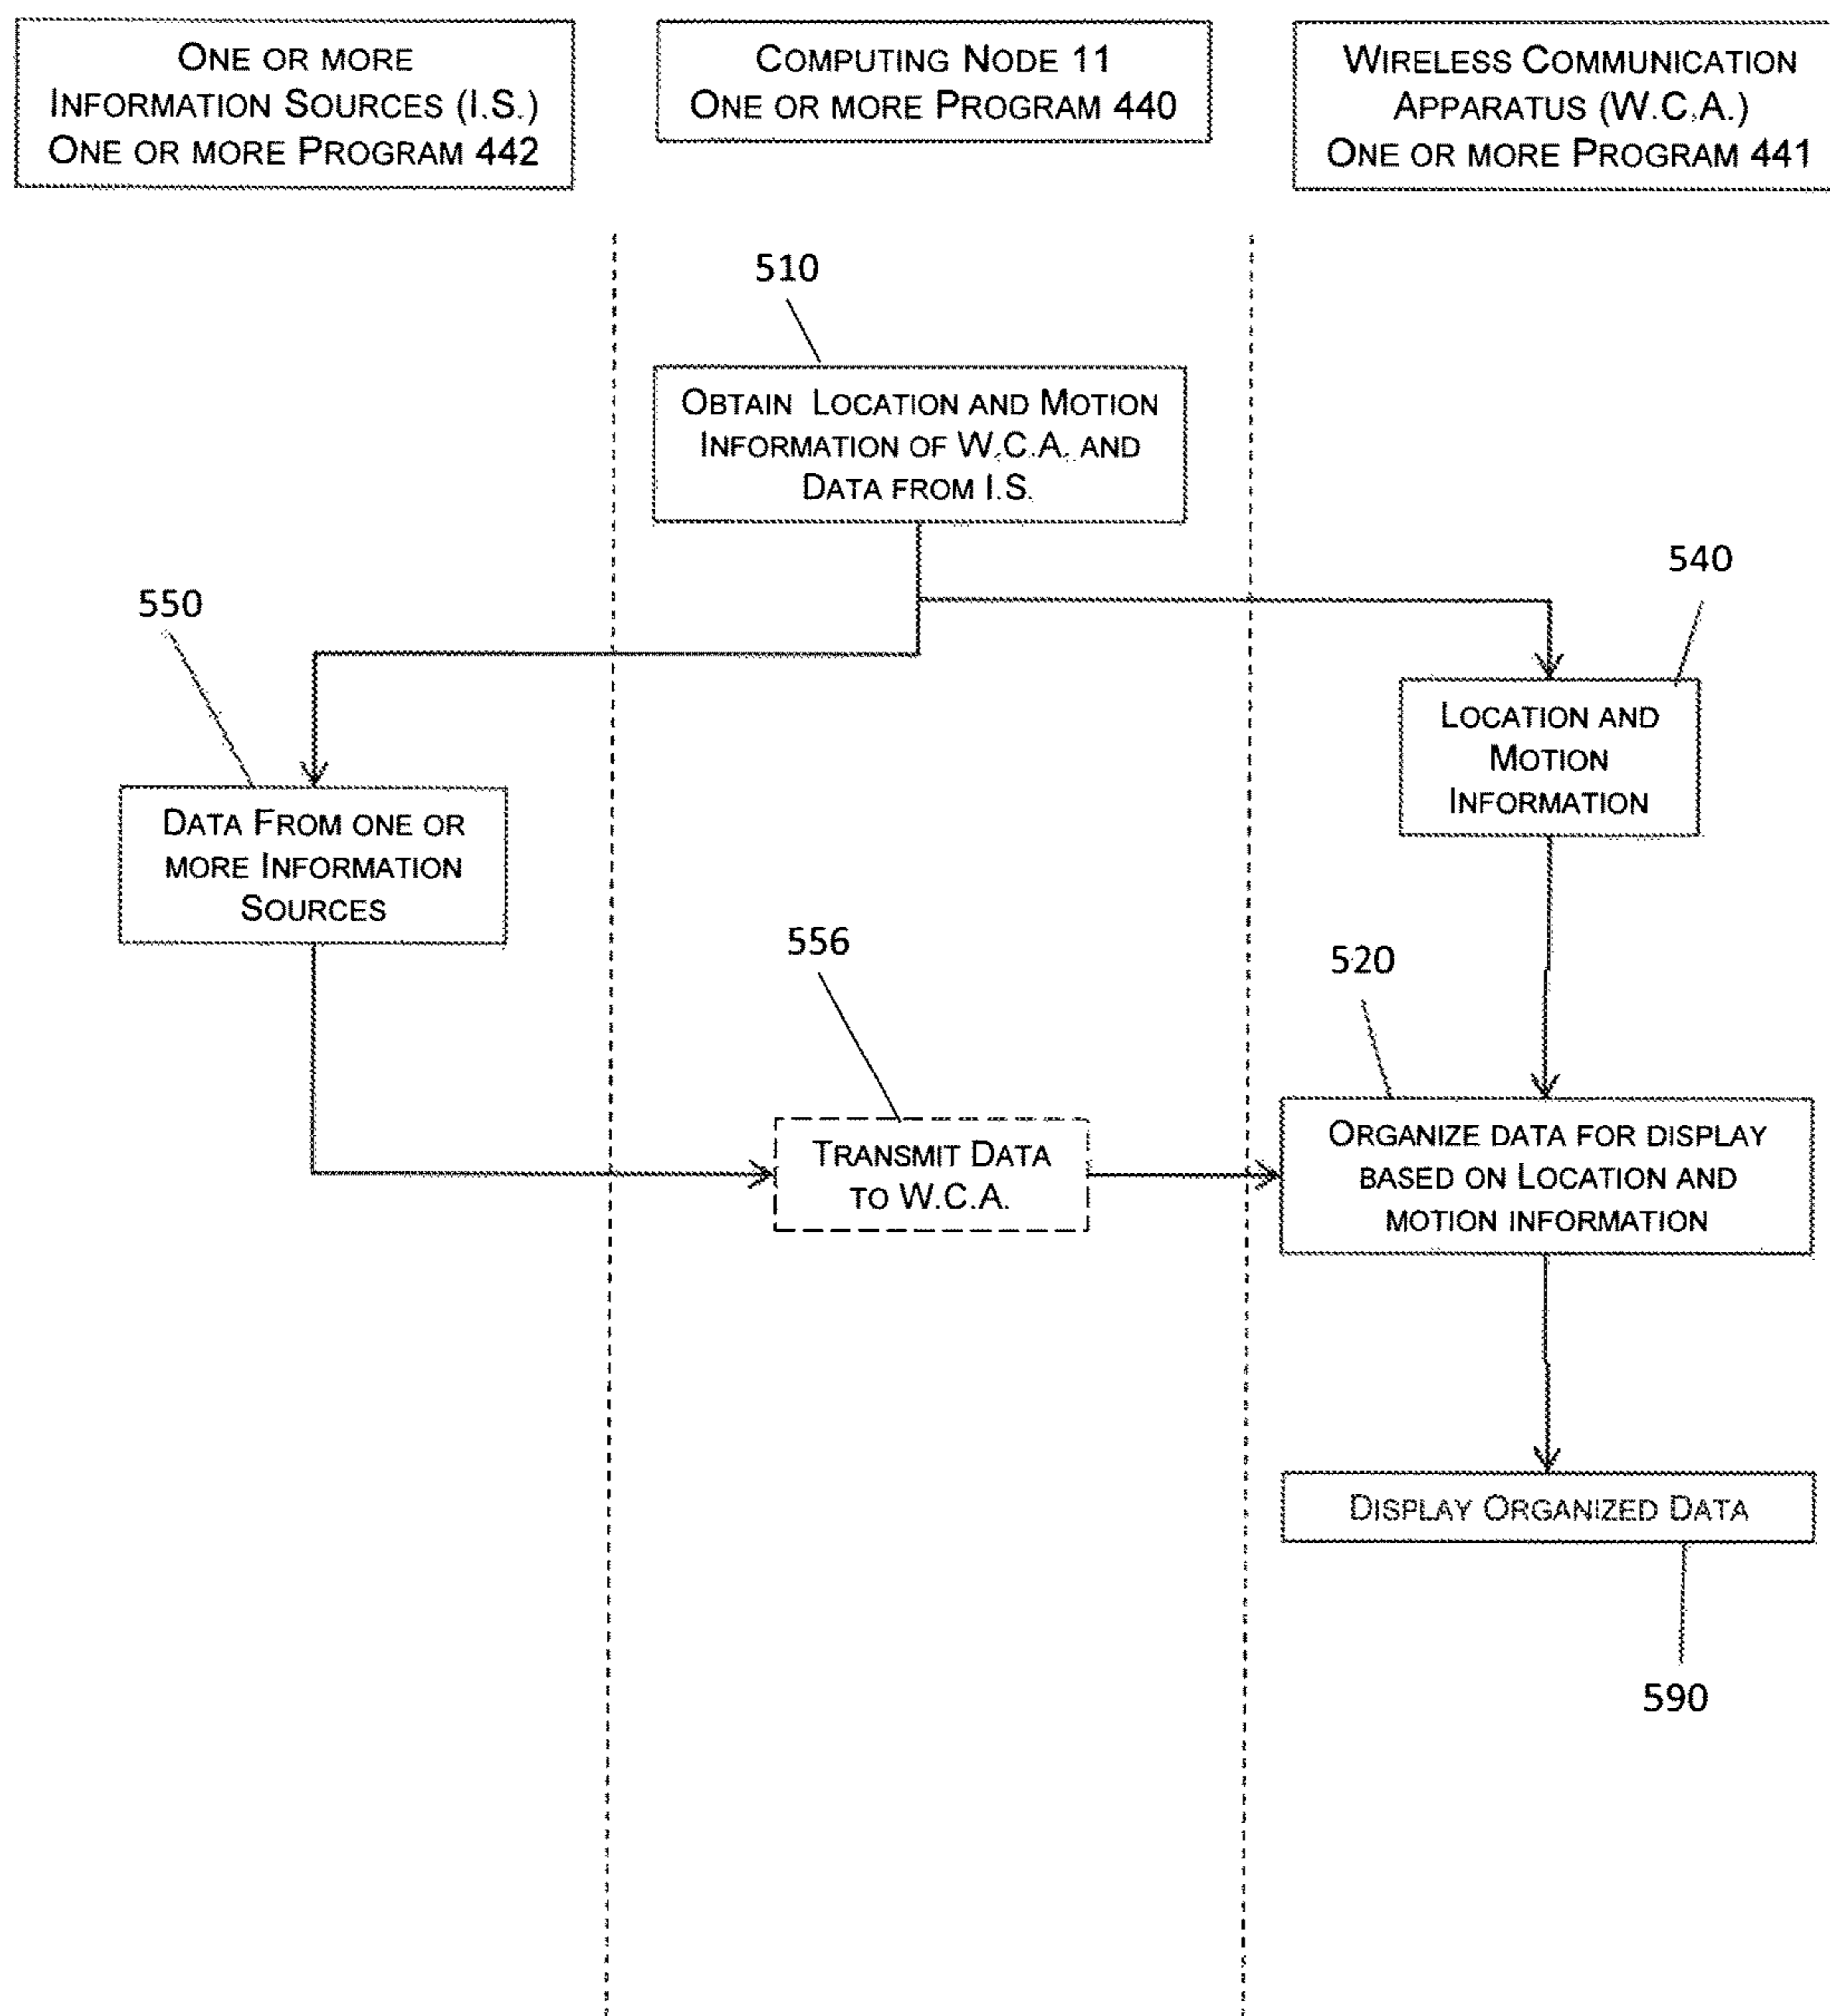 ONE OR MORE
INFORMATION SOURCES (I.S.)
ONE OR MORE PROGRAM 442
COMPUTING NODE 11
ONE OR MORE PROGRAM 440
WIRELESS COMMUNICATION
APPARATUS (W.C.A.)
ONE OR MORE PROGRAM 441
510
OBTAIN LOCATION AND MOTION
INFORMATION OF W.C.A. AND
DATA FROM I.S.
540
550
LOCATION AND
MOTION
INFORMATION
DATA FROM ONE OR
MORE INFORMATION
SOURCES
556
520
TRANSMIT DATA
TO W.C.A.
ORGANIZE DATA FOR DISPLAY
BASED ON LOCATION AND
MOTION INFORMATION
DISPLAY ORGANIZED DATA
590